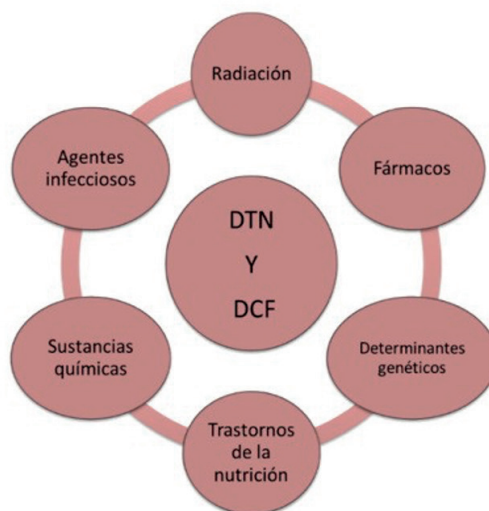 Radiación
Fármacos
Determinantes
genéticos
Trastornos
de la
nutrición
Sustancias
químicas
Agentes
infecciosos
DTN
Y
DCF